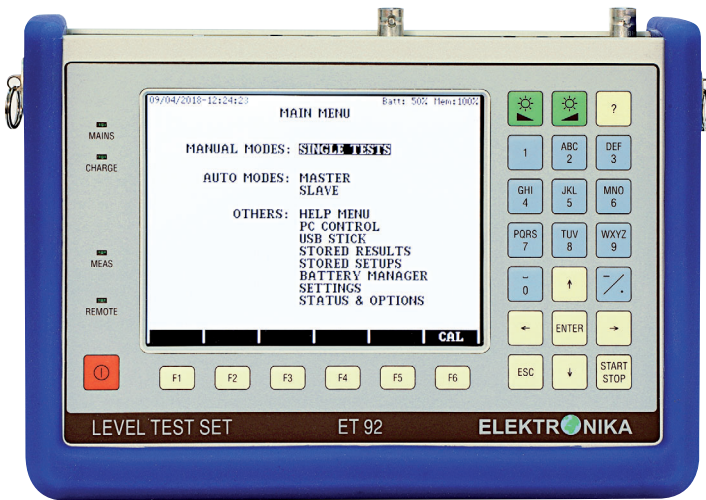 09/04/2018-12:24:23 Batt: 50% Mem:100%
MAIN MENU
MANUAL MODES: SINGLE TESTS
AUTO MODES: MASTER
SLAVE
OTHERS: HELP MENU
PC CONTROL
USB STICK
STORED RESULTS
STORED SETUPS
BATTERY MANAGER
SETTINGS
STATUS & OPTIONS
CAL
MAINS
CHARGE
MEAS
REMOTE
F1 F2 F3 F4 F5 F6
?
1 ABC 2 DEF 3
GHI 4 JKL 5 MNO 6
PQRS 7 TUV 8 WXYZ 9
0 ↑ -/.
← ENTER →
ESC ↓ START STOP
LEVEL TEST SET ET 92 ELEKTRONIKA